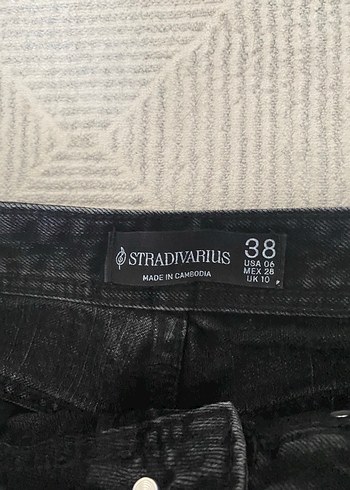 STRADIVARIUS
MADE IN CAMBODIA
38
USA 06
MEX 28
UK 10